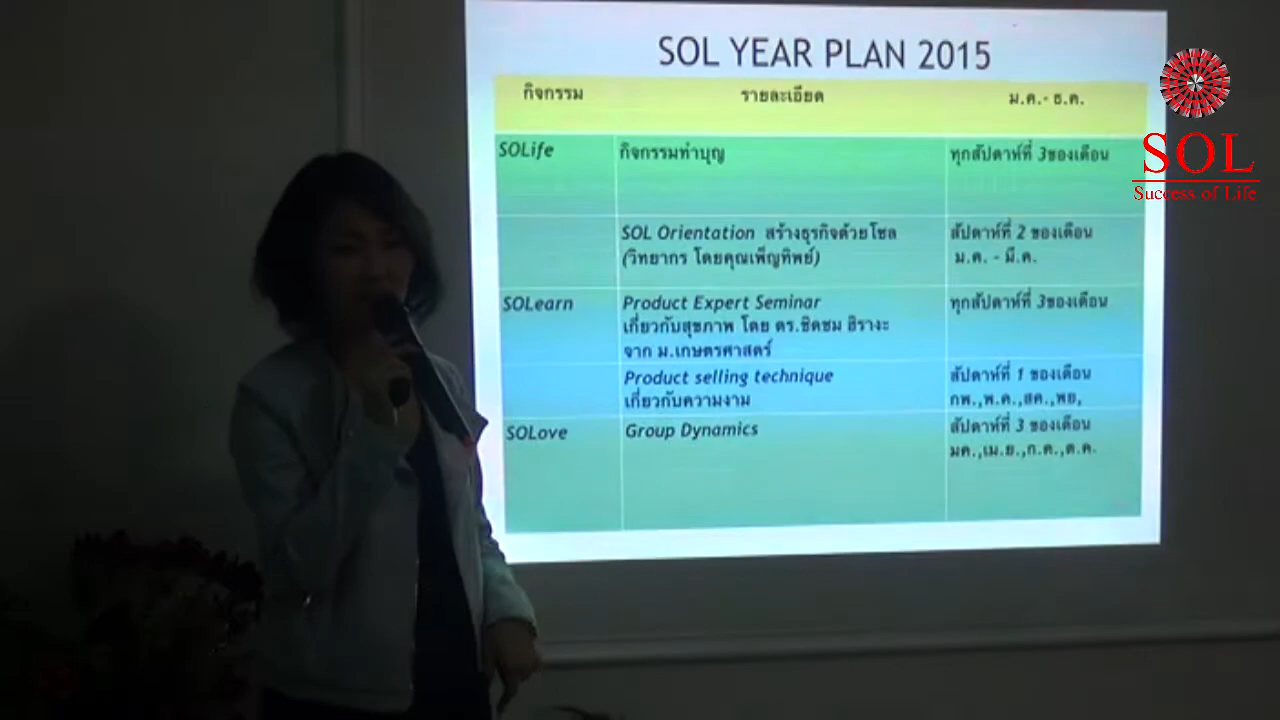 SOL YEAR PLAN 2015
กิจกรรม
รายละเอียด
ม.ค.- ธ.ค.
SOLife
กิจกรรมทำบุญ
ทุกสัปดาห์ที่ 3ของเดือน
SOL Orientation สร้างธุรกิจด้วยโซล
(วิทยากร โดยคุณเพ็ญทิพย์)
สัปดาห์ที่ 2 ของเดือน
ม.ค. - มี.ค.
SOLearn
Product Expert Seminar
เกี่ยวกับสุขภาพ โดย ดร.ชิดชม ฮิรางะ
จาก ม.เกษตรศาสตร์
ทุกสัปดาห์ที่ 3ของเดือน
Product selling technique
เกี่ยวกับความงาม
สัปดาห์ที่ 1 ของเดือน
กพ.,พ.ค.,สค.,พย,
SOLove
Group Dynamics
สัปดาห์ที่ 3 ของเดือน
มค.,เม.ย.,ก.ค.,ต.ค.
SOL
Success of Life